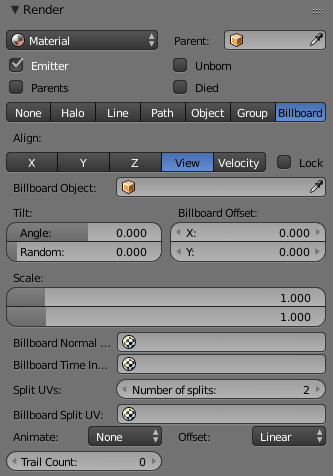 Render
Material Parent:
Emitter Unborn
Parents Died
None Halo Line Path Object Group Billboard
Align:
X Y Z View Velocity Lock
Billboard Object:
Tilt: Billboard Offset:
Angle: 0.000 X: 0.000
Random: 0.000 Y: 0.000
Scale:
1.000
1.000
Billboard Normal ...
Billboard Time In...
Split UVs: Number of splits: 2
Billboard Split UV:
Animate: None Offset: Linear
Trail Count: 0